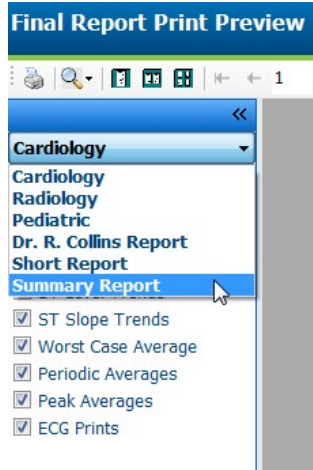 Final Report Print Preview
1
«
Cardiology
Cardiology
Radiology
Pediatric
Dr. R. Collins Report
Short Report
Summary Report
ST Slope Trends
Worst Case Average
Periodic Averages
Peak Averages
ECG Prints